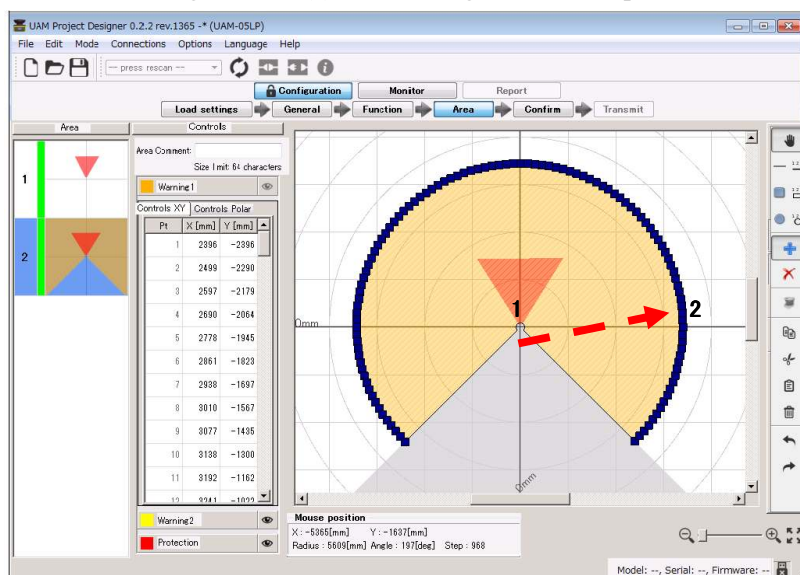 UAM Project Designer 0.2.2 rev.1365 -* (UAM-05LP)
File Edit Mode Connections Options Language Help
-- press rescan --
Configuration Monitor Report
Load settings General Function Area Confirm Transmit
Area Controls
Area Comment:
Size limit: 64 characters
Warning1
Controls XY Controls Polar
Pt X [mm] Y [mm]
1 2396 -2396
2 2499 -2290
3 2597 -2179
4 2690 -2064
5 2778 -1945
6 2861 -1823
7 2938 -1697
8 3010 -1567
9 3077 -1435
10 3138 -1300
11 3192 -1162
12 3241 -1022
Warning2
Protection
1
2
0mm
1
2
0mm
Mouse position
X : -5365[mm] Y : -1637[mm]
Radius : 5609[mm] Angle : 197[deg] Step : 968
Model: --, Serial: --, Firmware: --